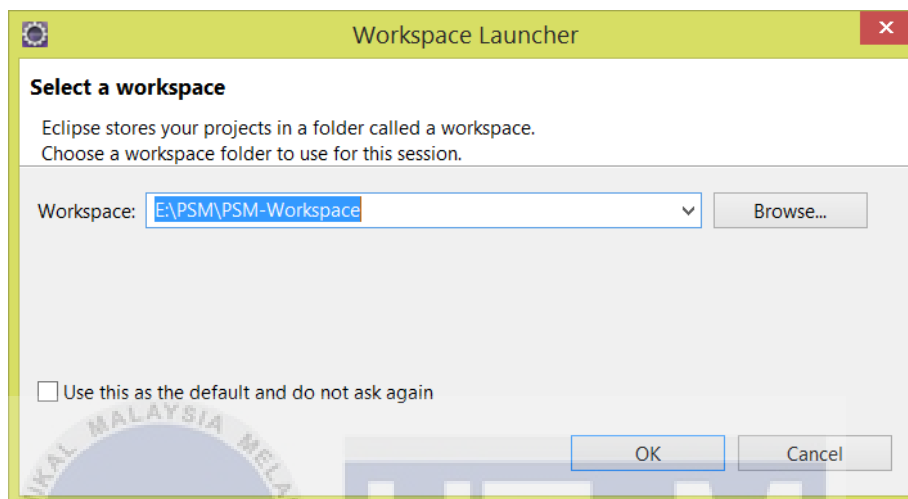 Workspace Launcher
Select a workspace
Eclipse stores your projects in a folder called a workspace.
Choose a workspace folder to use for this session.
Workspace: E:\PSM\PSM-Workspace Browse...
Use this as the default and do not ask again
MALAYSIA
OK Cancel